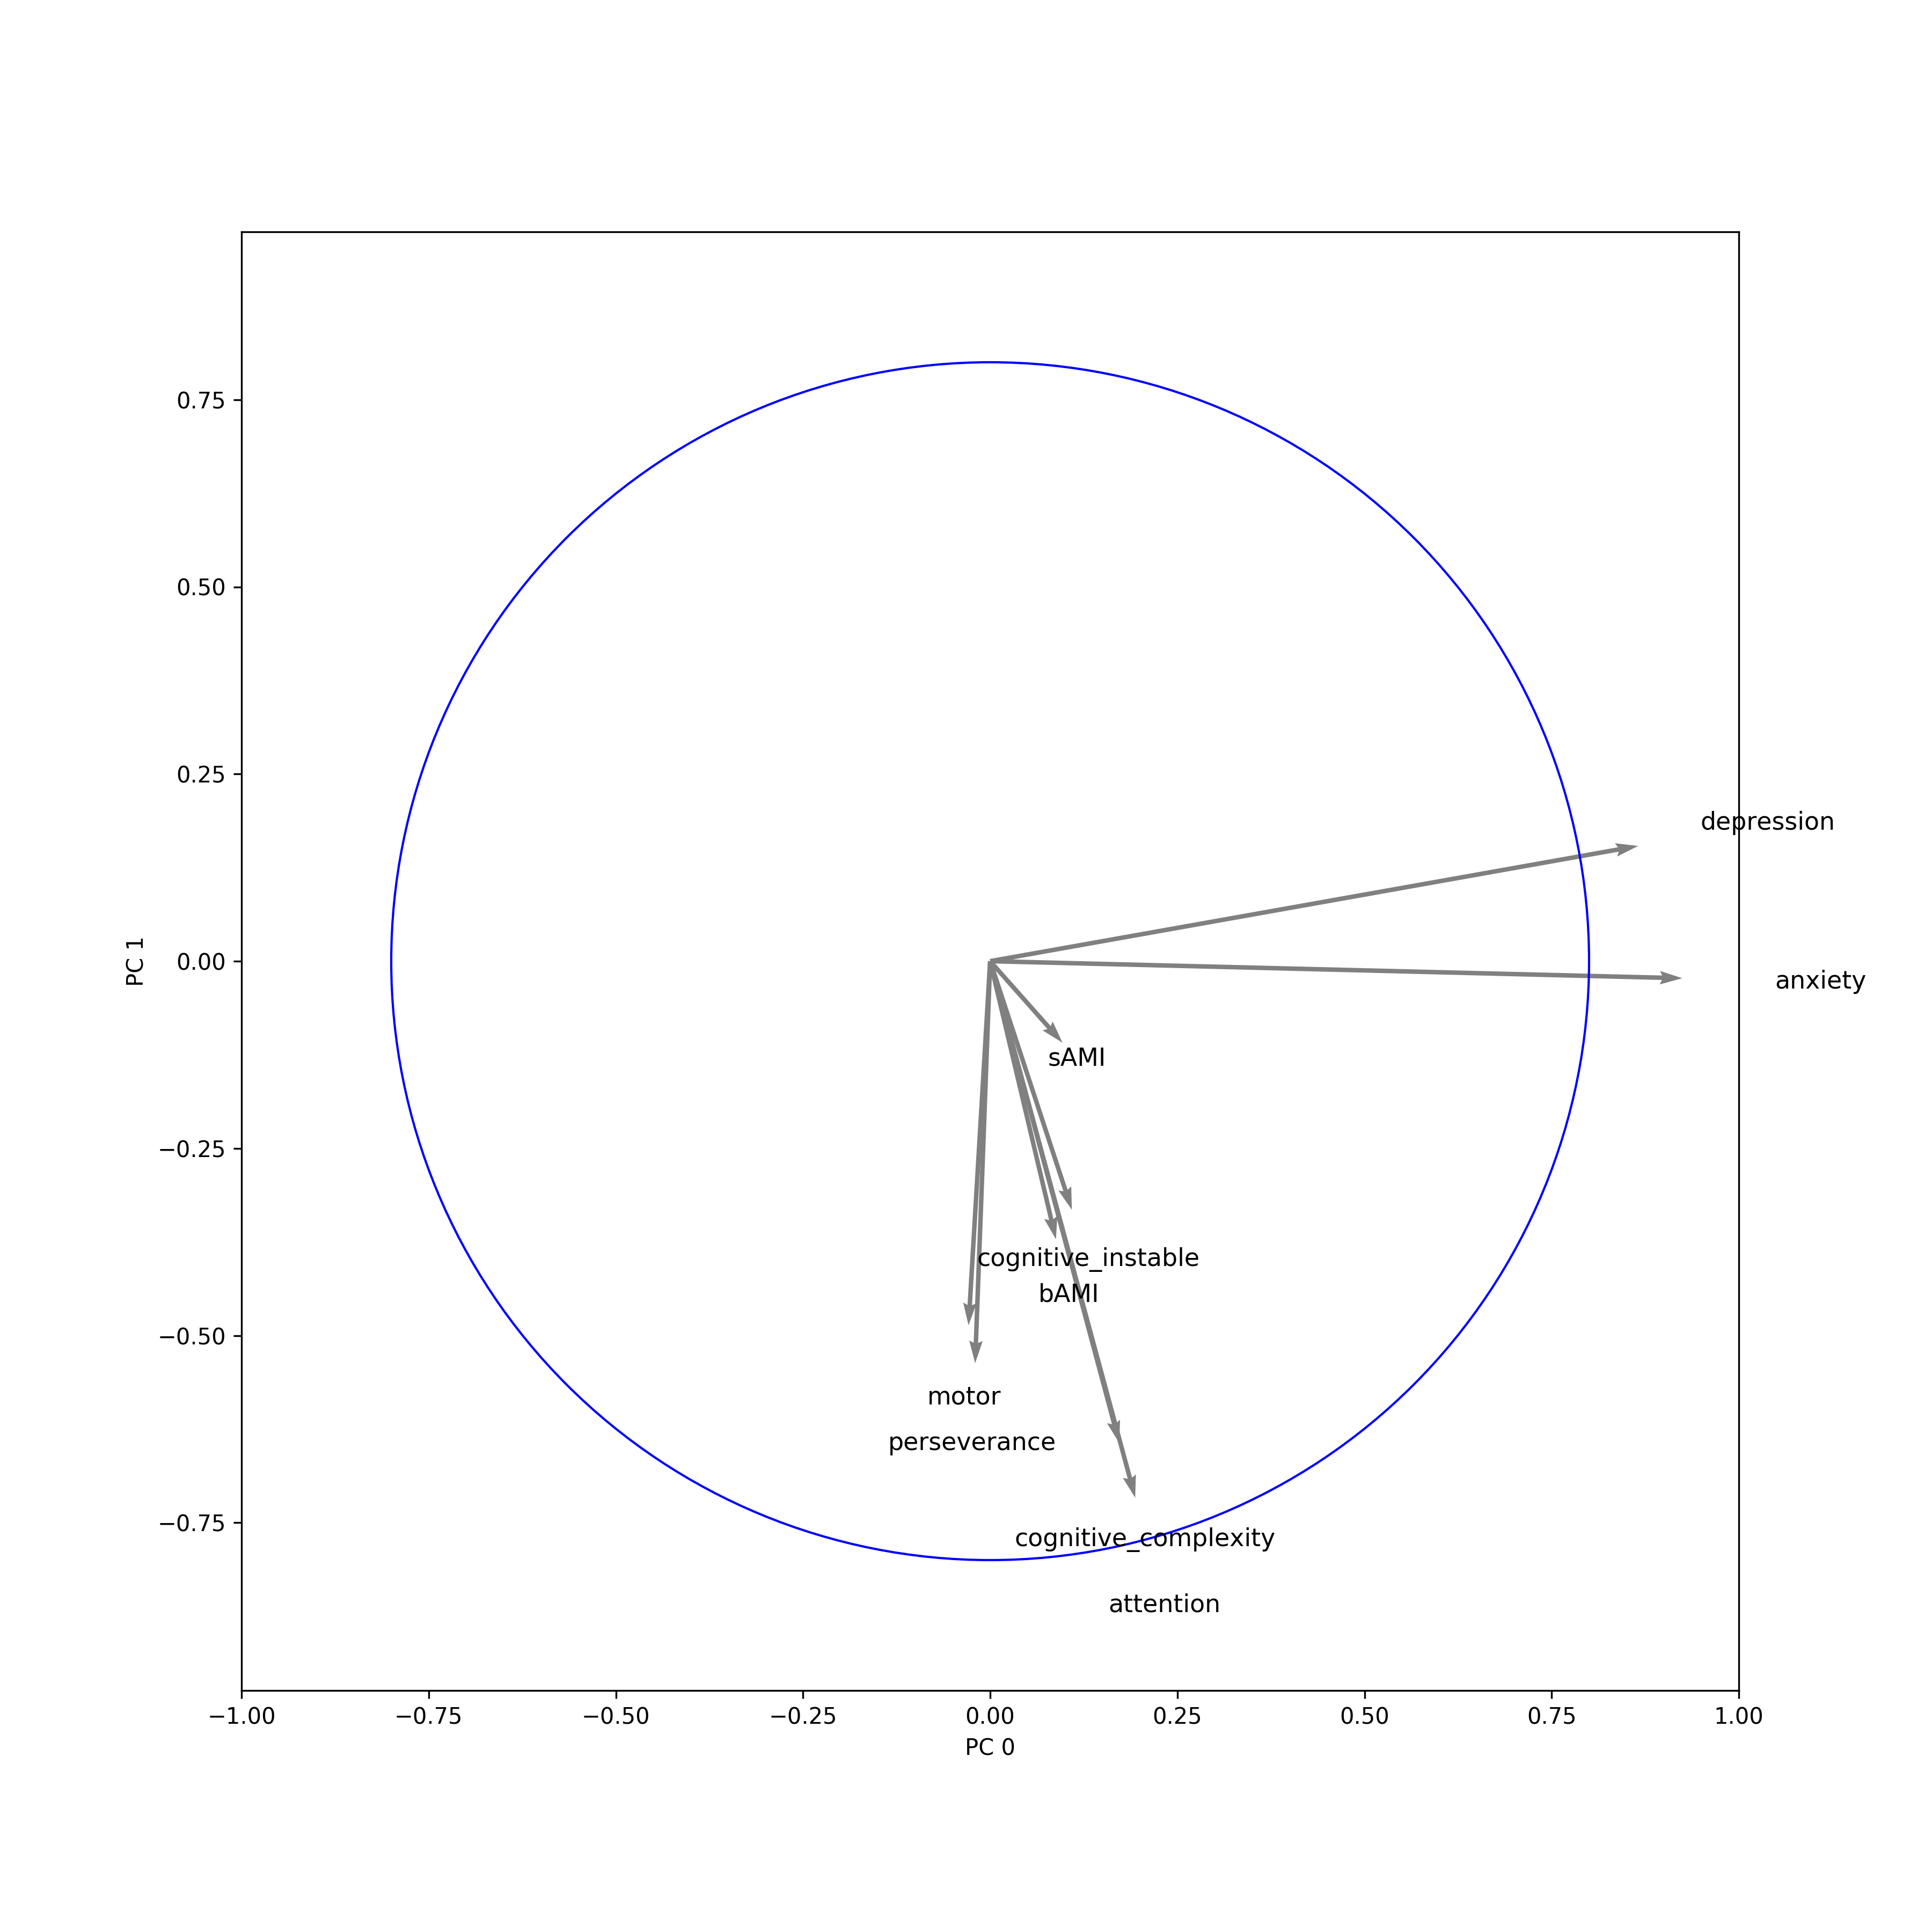 0.75
0.50
0.25
0.00
−0.25
−0.50
−0.75
PC 1
depression
anxiety
sAMI
cognitive_instable
bAMI
motor
perseverance
cognitive_complexity
attention
−1.00 −0.75 −0.50 −0.25 0.00 0.25 0.50 0.75 1.00
PC 0